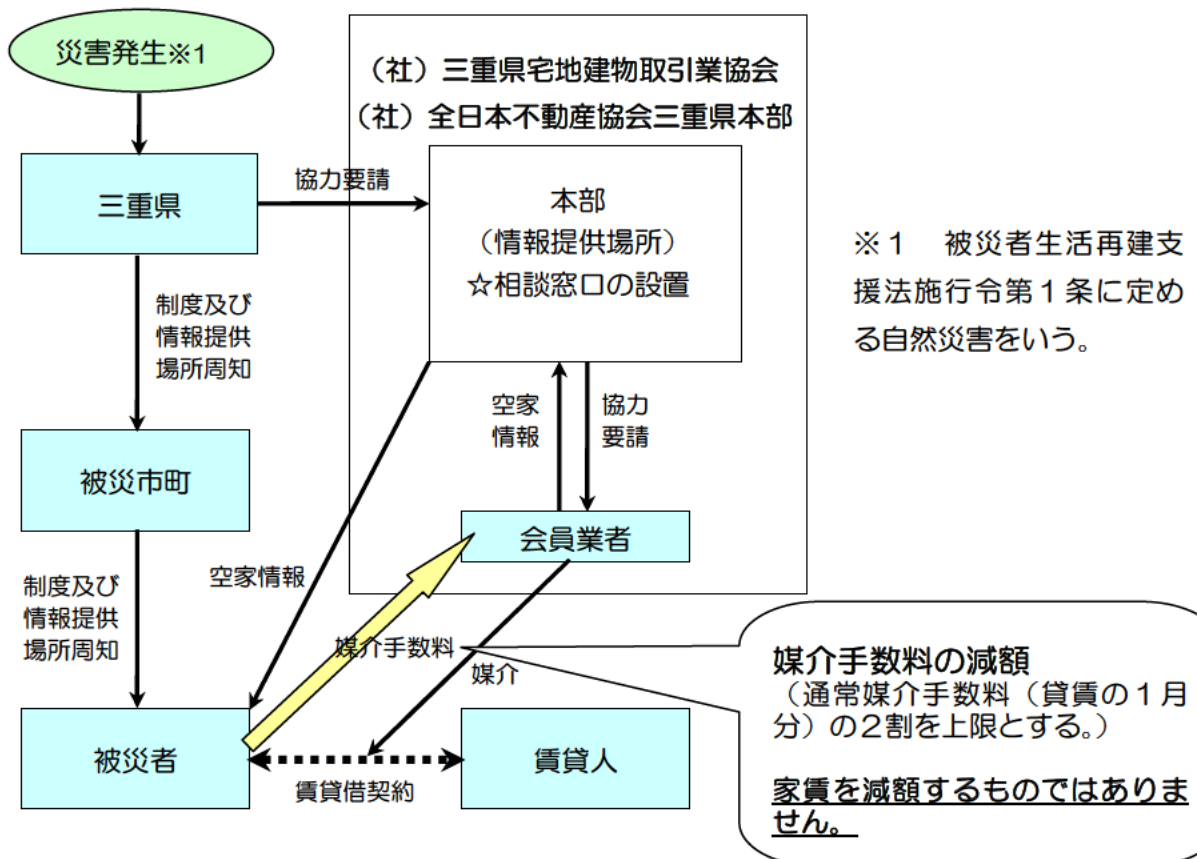 災害発生※1
（社）三重県宅地建物取引業協会
（社）全日本不動産協会三重県本部
三重県
協力要請
本部
（情報提供場所）
☆相談窓口の設置
※１　被災者生活再建支
援法施行令第１条に定め
る自然災害をいう。
制度及び
情報提供
場所周知
空家
情報
協力
要請
被災市町
会員業者
制度及び
情報提供
場所周知
空家情報
媒介手数料
媒介
媒介手数料の減額
（通常媒介手数料（貸賃の１月
分）の２割を上限とする。）
家賃を減額するものではありま
せん。
被災者
賃貸借契約
賃貸人